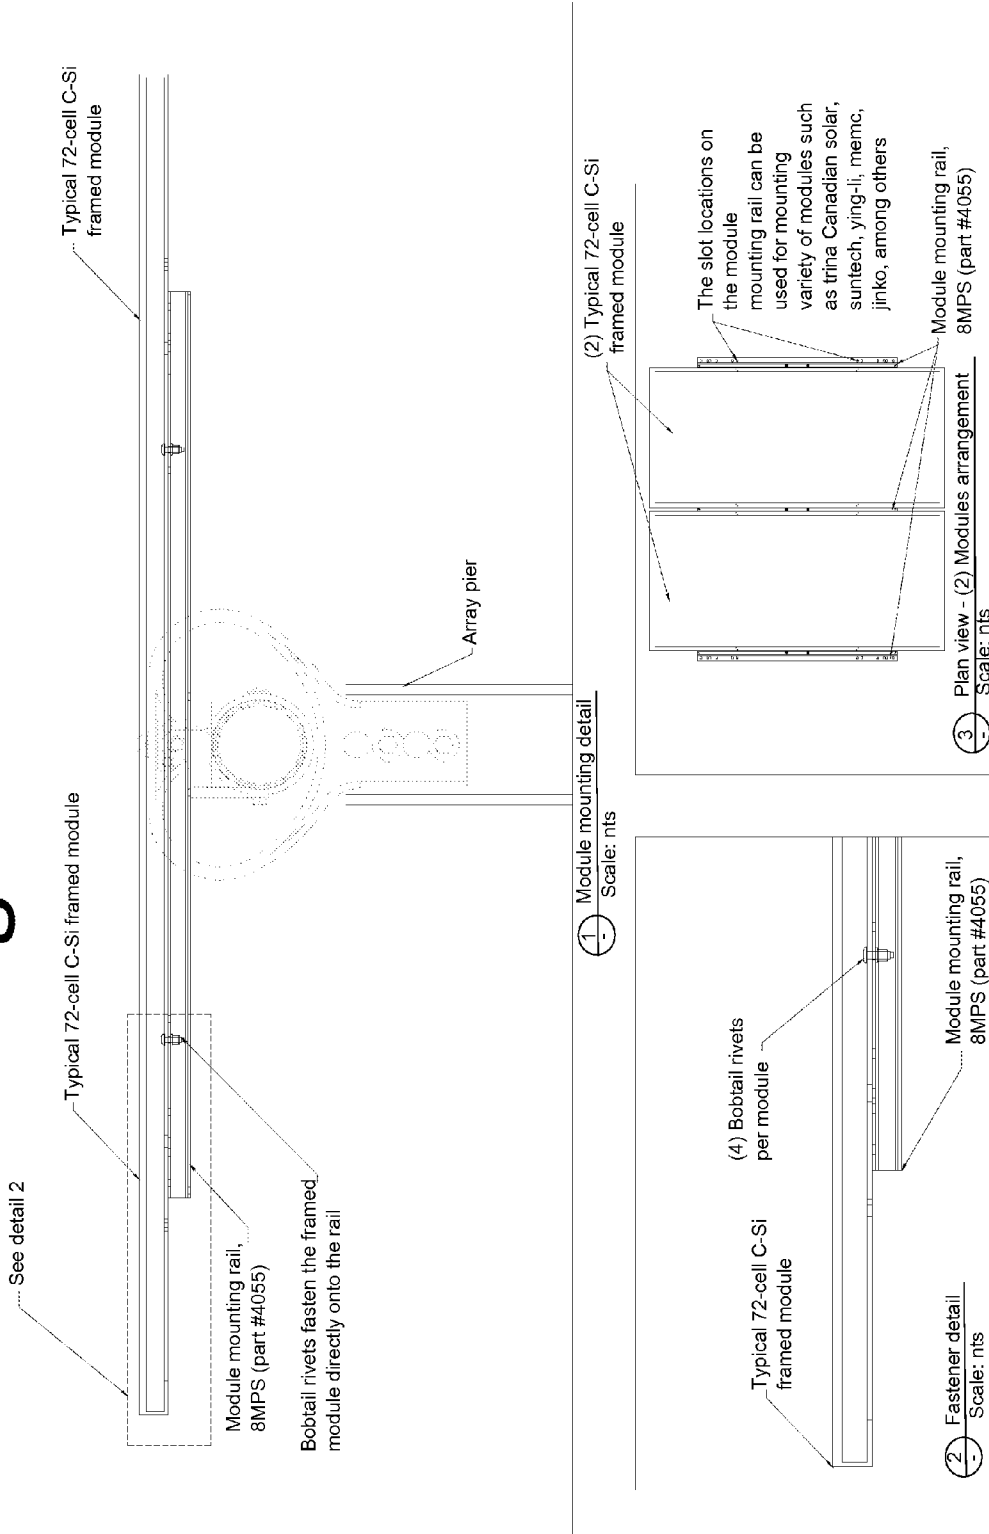 See detail 2
Typical 72-cell C-Si framed module
Typical 72-cell C-Si
framed module
Module mounting rail,
8MPS (part #4055)
Bobtail rivets fasten the framed
module directly onto the rail
Array pier
1
-
Module mounting detail
Scale: nts
Typical 72-cell C-Si
framed module
(4) Bobtail rivets
per module
Module mounting rail,
8MPS (part #4055)
2
-
Fastener detail
Scale: nts
(2) Typical 72-cell C-Si
framed module
The slot locations on
the module
mounting rail can be
used for mounting
variety of modules such
as trina Canadian solar,
suntech, ying-li, memc,
jinko, among others
Module mounting rail,
8MPS (part #4055)
3
-
Plan view - (2) Modules arrangement
Scale: nts